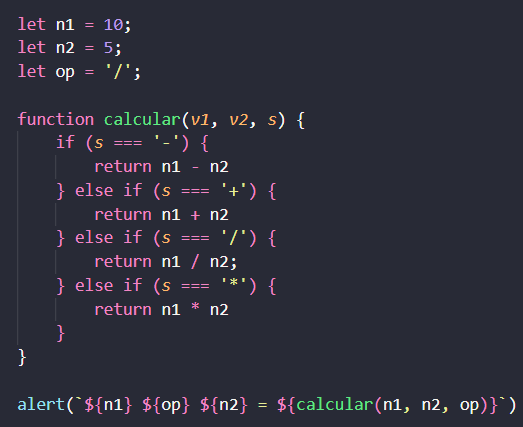 let n1 = 10;
let n2 = 5;
let op = '/';

function calcular(v1, v2, s) {
    if (s === '-') {
        return n1 - n2
    } else if (s === '+') {
        return n1 + n2
    } else if (s === '/') {
        return n1 / n2;
    } else if (s === '*') {
        return n1 * n2
    }
}

alert(`${n1} ${op} ${n2} = ${calcular(n1, n2, op)}`)